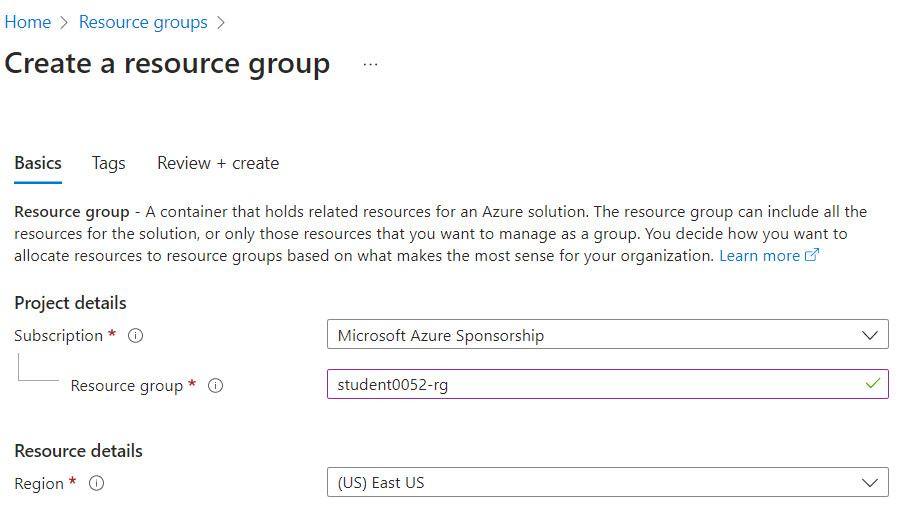 Home > Resource groups >
Create a resource group ...
Basics Tags Review + create
Resource group - A container that holds related resources for an Azure solution. The resource group can include all the
resources for the solution, or only those resources that you want to manage as a group. You decide how you want to
allocate resources to resource groups based on what makes the most sense for your organization. Learn more
Project details
Subscription * Microsoft Azure Sponsorship
Resource group * student0052-rg
Resource details
Region * (US) East US